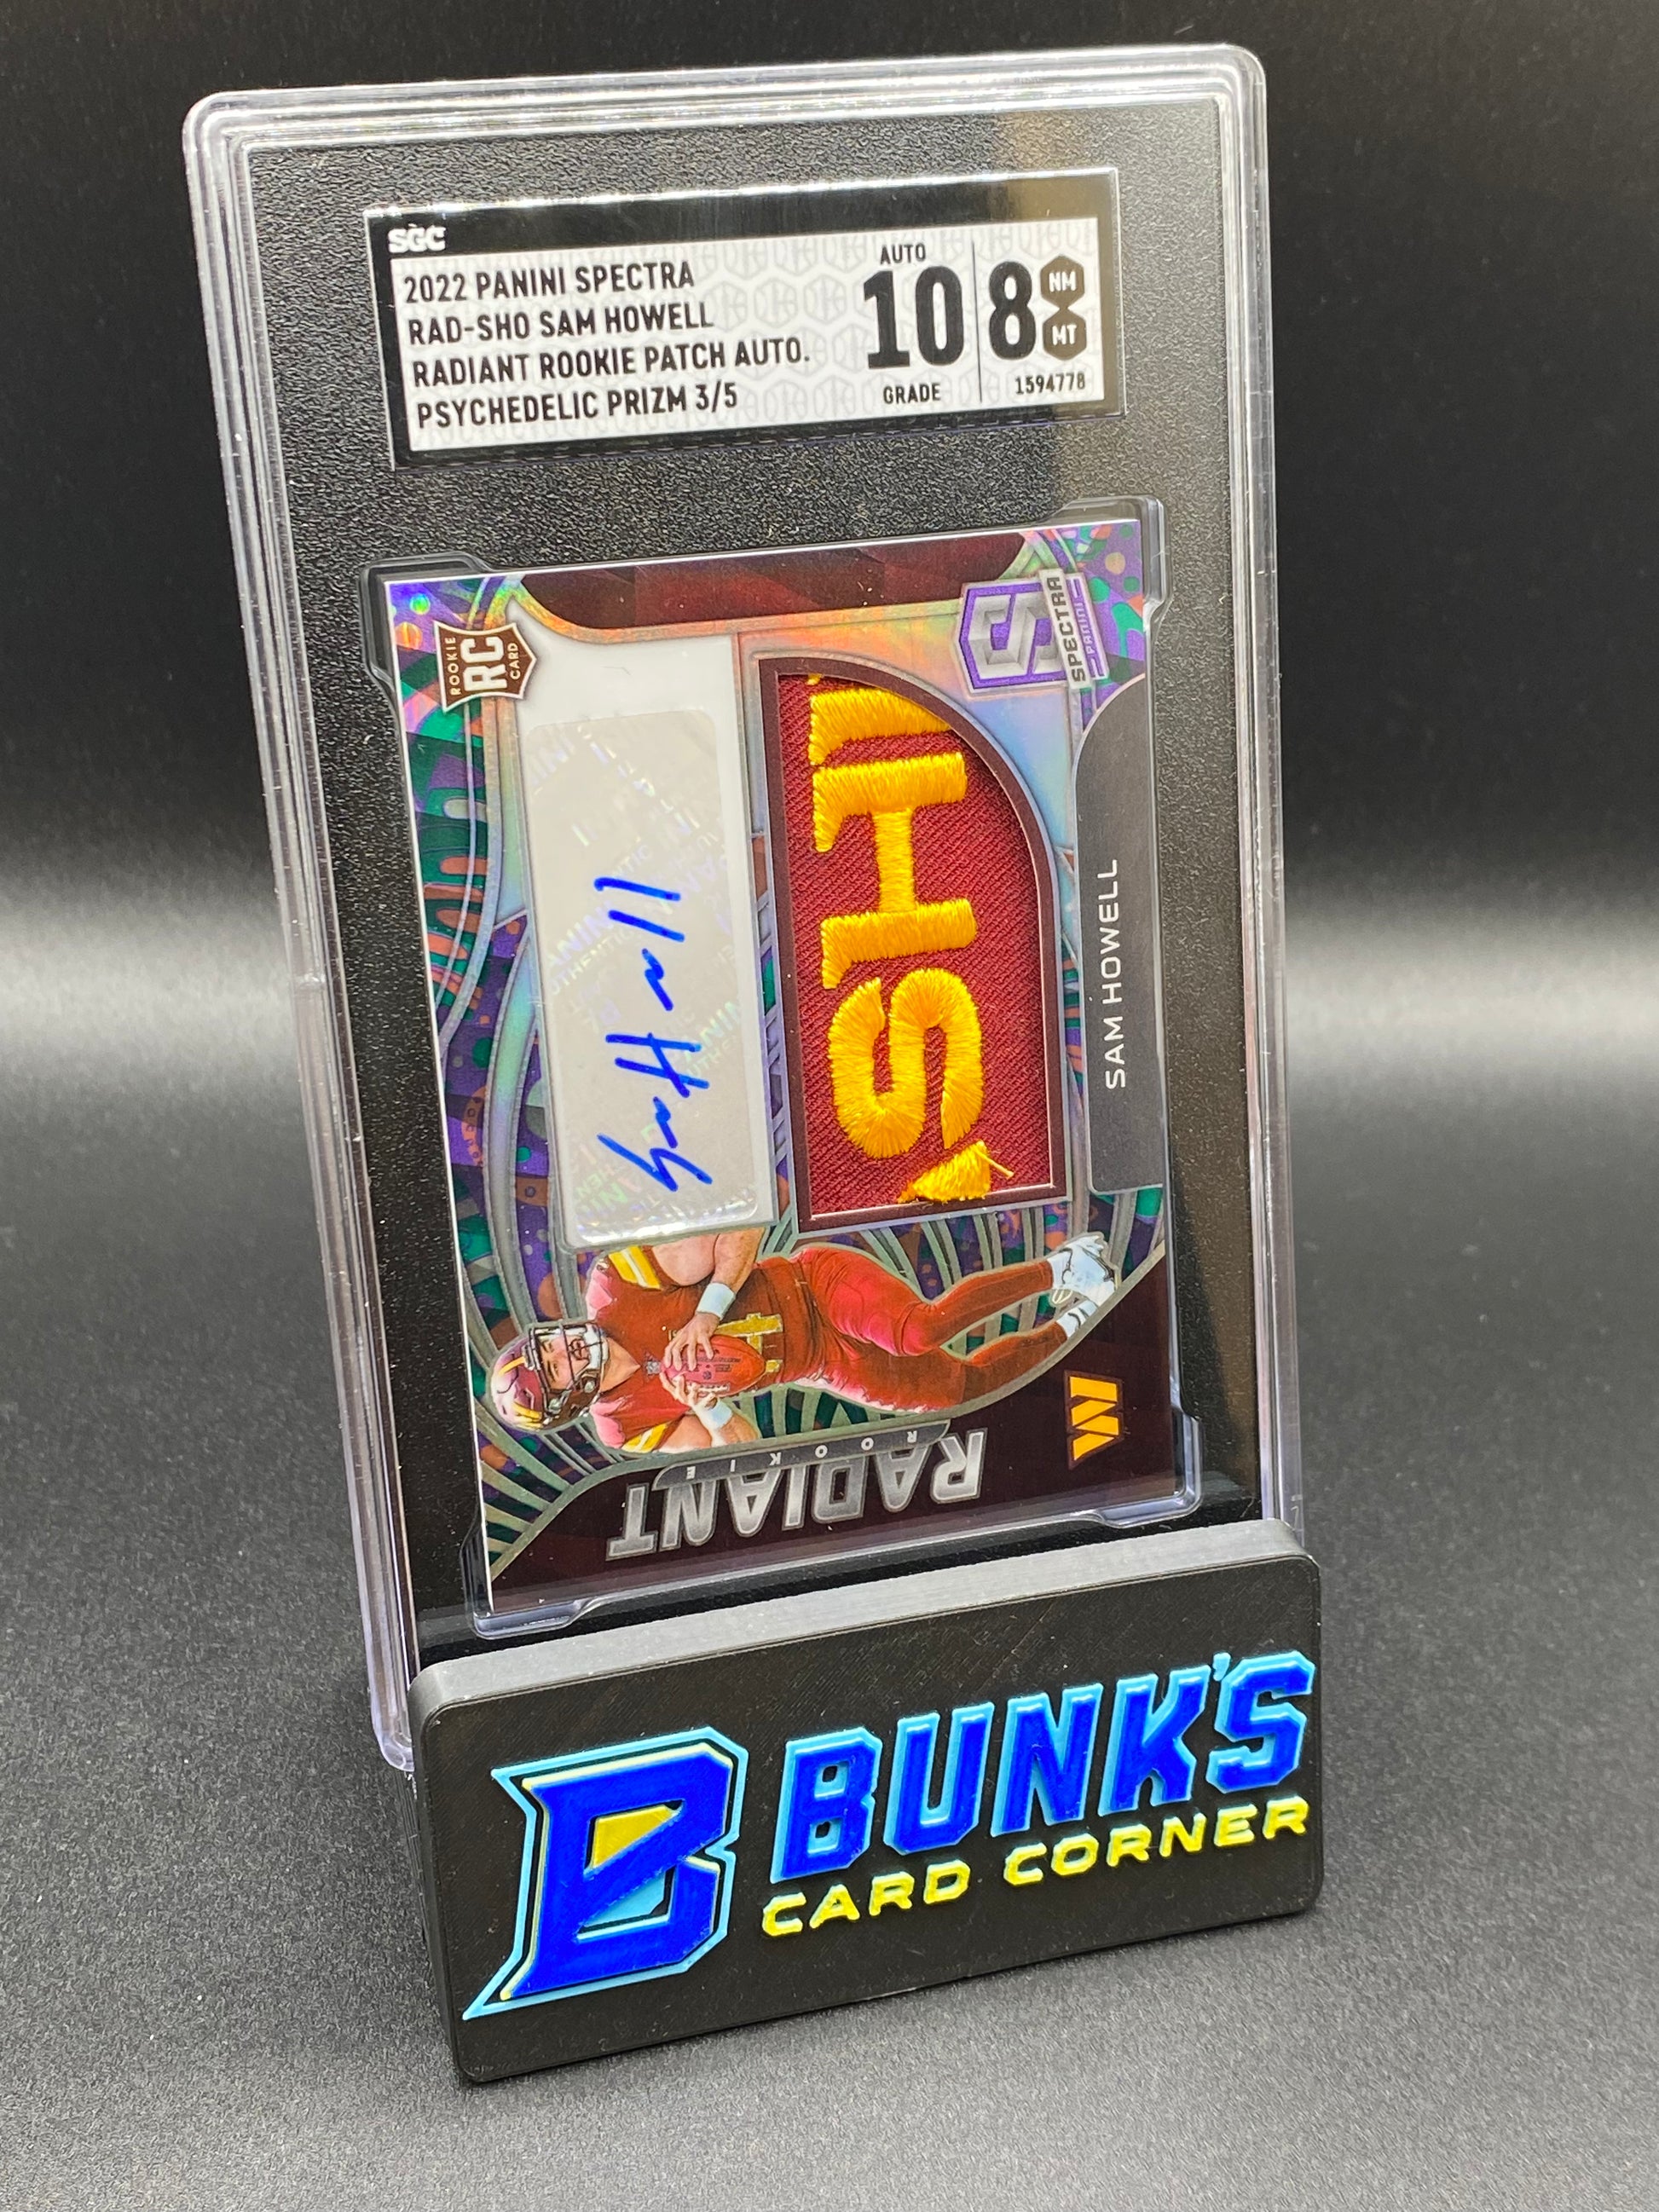 SGC
2022 PANINI SPECTRA
RAD-SHO SAM HOWELL
RADIANT ROOKIE PATCH AUTO.
PSYCHEDELIC PRIZM 3/5
AUTO
10
GRADE
8
NM
MT
1594778
ROOKIE
RC
CARD
SPECTRA
PANINI
SH
SAM HOWELL
RADIANT
ROOKIE
W
BUNK'S
CARD CORNER